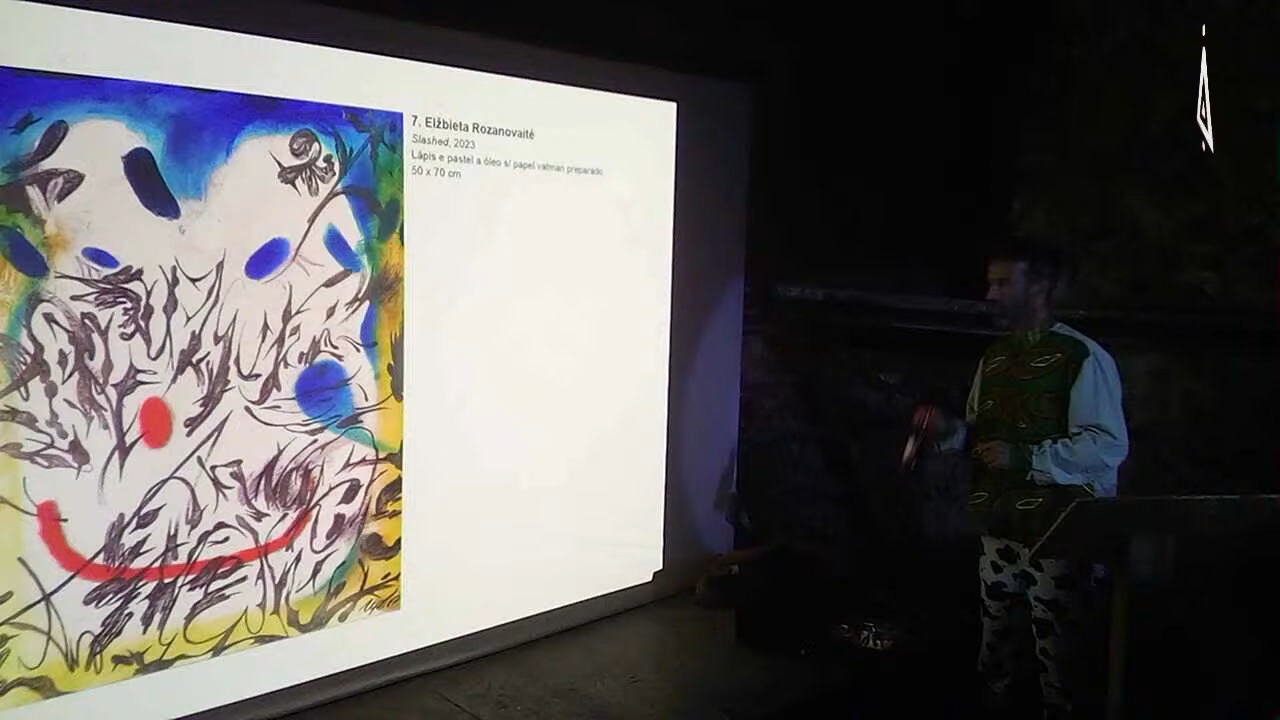 7. Elžbieta Rozanovaitė
Slashed, 2023
Lápis e pastel a óleo s/ papel vatman preparado
50 x 70 cm